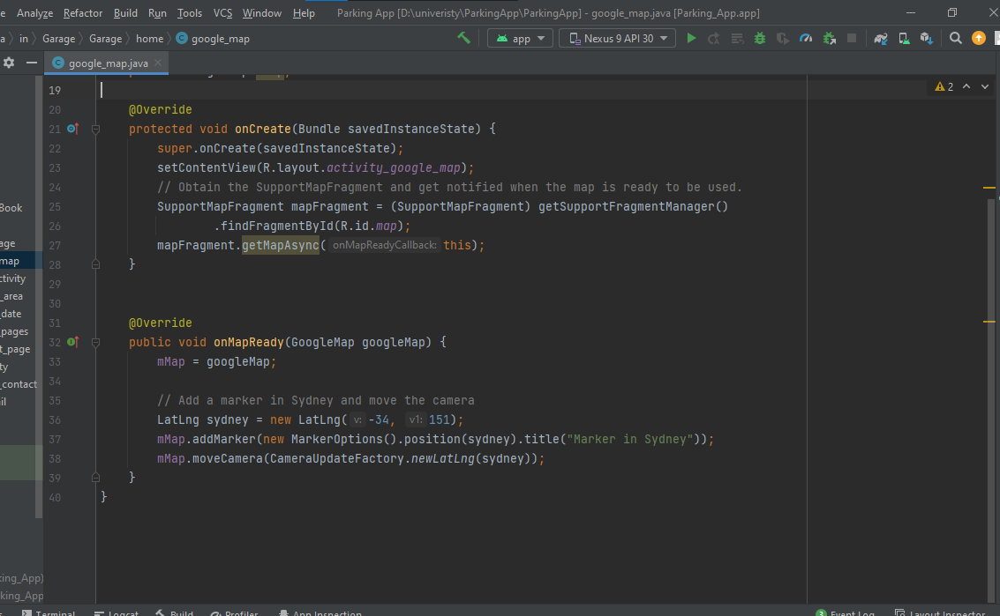 Analyze Refactor Build Run Tools VCS Window Help Parking App [D:\univeristy\ParkingApp\ParkingApp] - google_map.java [Parking_App.app]
in Garage Garage home google_map app Nexus 9 API 30
google_map.java
19 2
20 @Override
21 protected void onCreate(Bundle savedInstanceState) {
22 super.onCreate(savedInstanceState);
23 setContentView(R.layout.activity_google_map);
24 // Obtain the SupportMapFragment and get notified when the map is ready to be used.
25 SupportMapFragment mapFragment = (SupportMapFragment) getSupportFragmentManager()
26 .findFragmentById(R.id.map);
27 mapFragment.getMapAsync( onMapReadyCallback: this);
28 }
29
30
31 @Override
32 public void onMapReady(GoogleMap googleMap) {
33 mMap = googleMap;
34
35 // Add a marker in Sydney and move the camera
36 LatLng sydney = new LatLng( v: -34, v1: 151);
37 mMap.addMarker(new MarkerOptions().position(sydney).title("Marker in Sydney"));
38 mMap.moveCamera(CameraUpdateFactory.newLatLng(sydney));
39 }
40 }
Book
age
map
ctivity
_area
_date
_pages
t_page
ty
_contact
il
king_App)
king_App
Terminal Logcat Build Profiler App Inspection 3 Event Log Layout Inspector